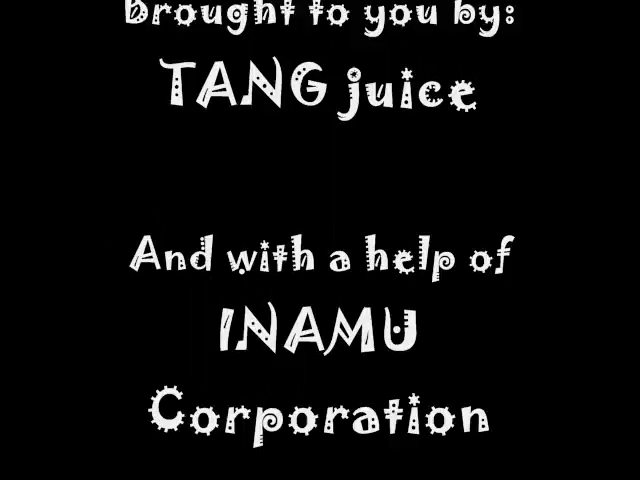 brought to you by:
TANG juice
And with a help of
INAMU
Corporation